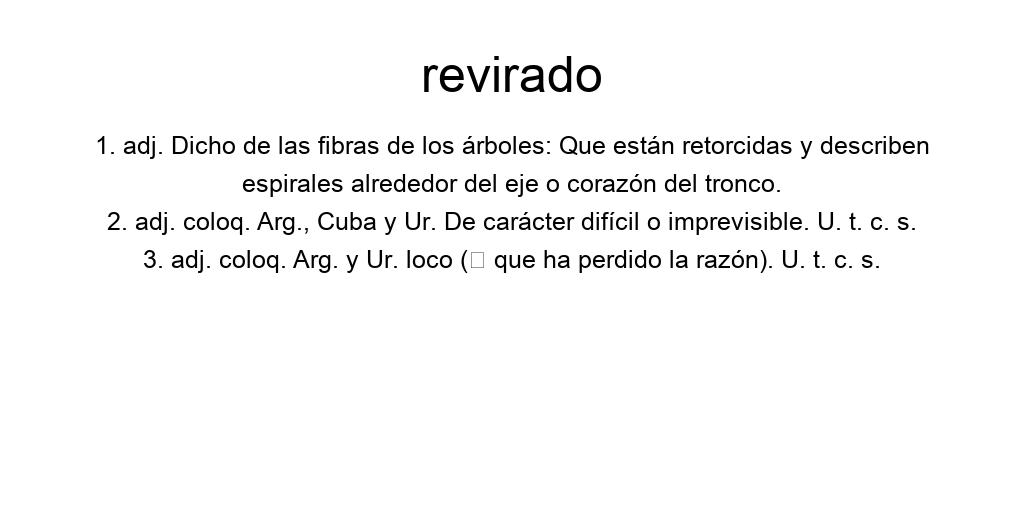 revirado
1. adj. Dicho de las fibras de los árboles: Que están retorcidas y describen
espirales alrededor del eje o corazón del tronco.
2. adj. coloq. Arg., Cuba y Ur. De carácter difícil o imprevisible. U. t. c. s.
3. adj. coloq. Arg. y Ur. loco (□ que ha perdido la razón). U. t. c. s.